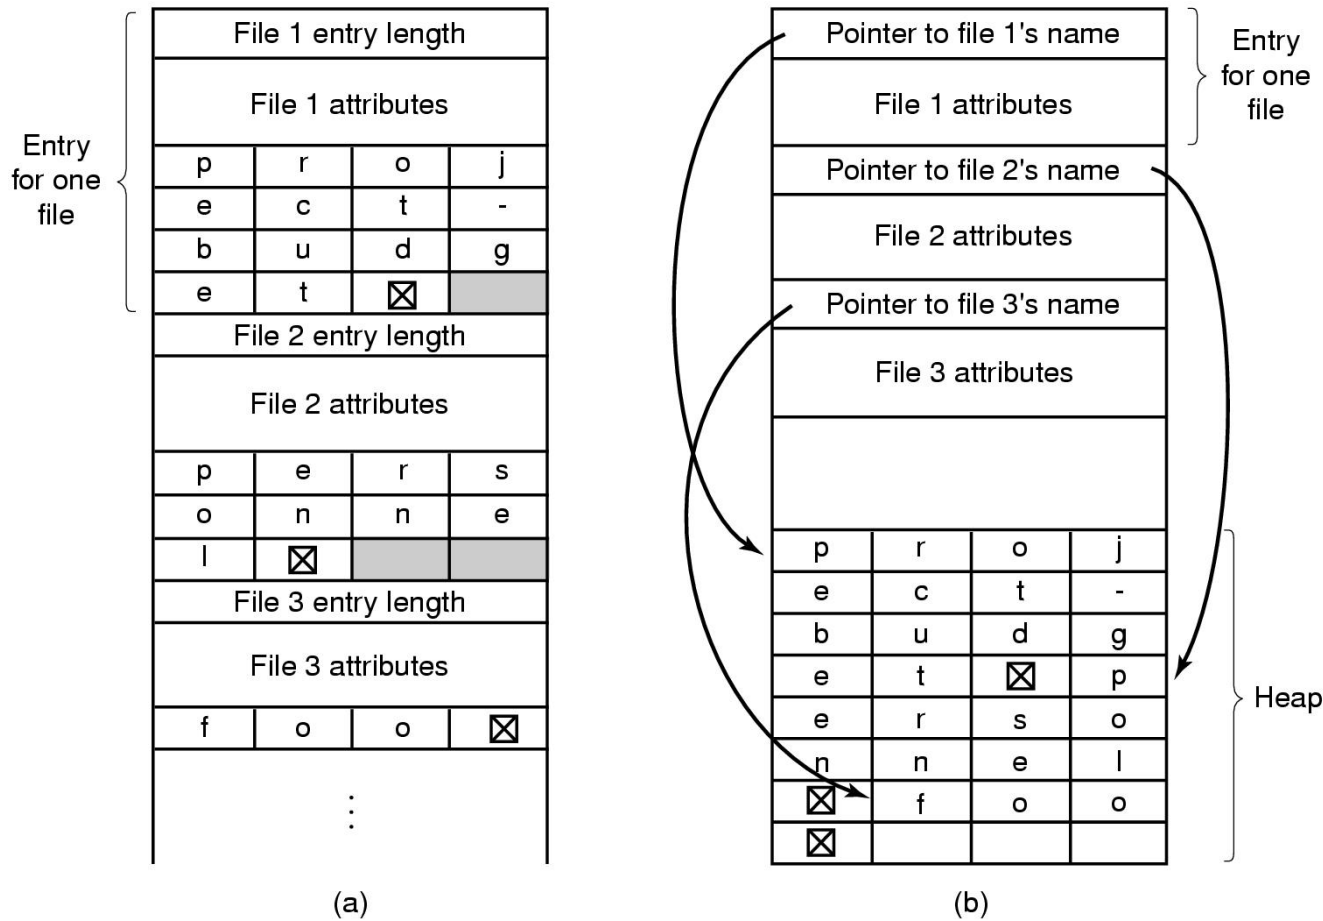 File 1 entry length
File 1 attributes
Entry
for one
file
p r o j
e c t -
b u d g
e t ☒
File 2 entry length
File 2 attributes
p e r s
o n n e
l ☒
File 3 entry length
File 3 attributes
f o o ☒
⋮
(a)
Pointer to file 1's name
Entry
for one
file
File 1 attributes
Pointer to file 2's name
File 2 attributes
Pointer to file 3's name
File 3 attributes
p r o j
e c t -
b u d g
e t ☒ p
e r s o
n n e l
☒ f o o
☒
Heap
(b)